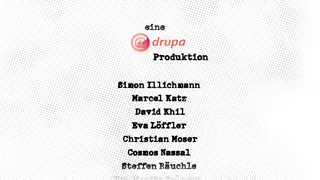 eine
drupa
Produktion
Simon Illichmann
Marcel Katz
David Khil
Eva Löffler
Christian Moser
Cosmos Nassal
Steffen Räuchle